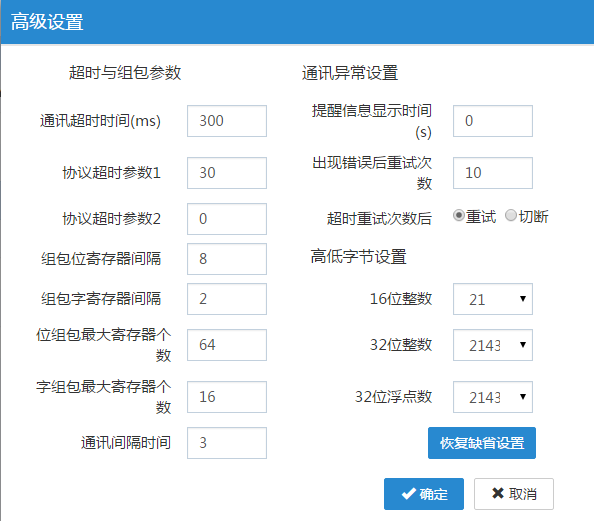 高级设置
超时与组包参数
通讯超时时间(ms) 300
协议超时参数1 30
协议超时参数2 0
组包位寄存器间隔 8
组包字寄存器间隔 2
位组包最大寄存器个
数 64
字组包最大寄存器个
数 16
通讯间隔时间 3
通讯异常设置
提醒信息显示时间
(s) 0
出现错误后重试次
数 10
超时重试次数后 重试 切断
高低字节设置
16位整数 21
32位整数 2143
32位浮点数 2143
恢复缺省设置
确定 取消